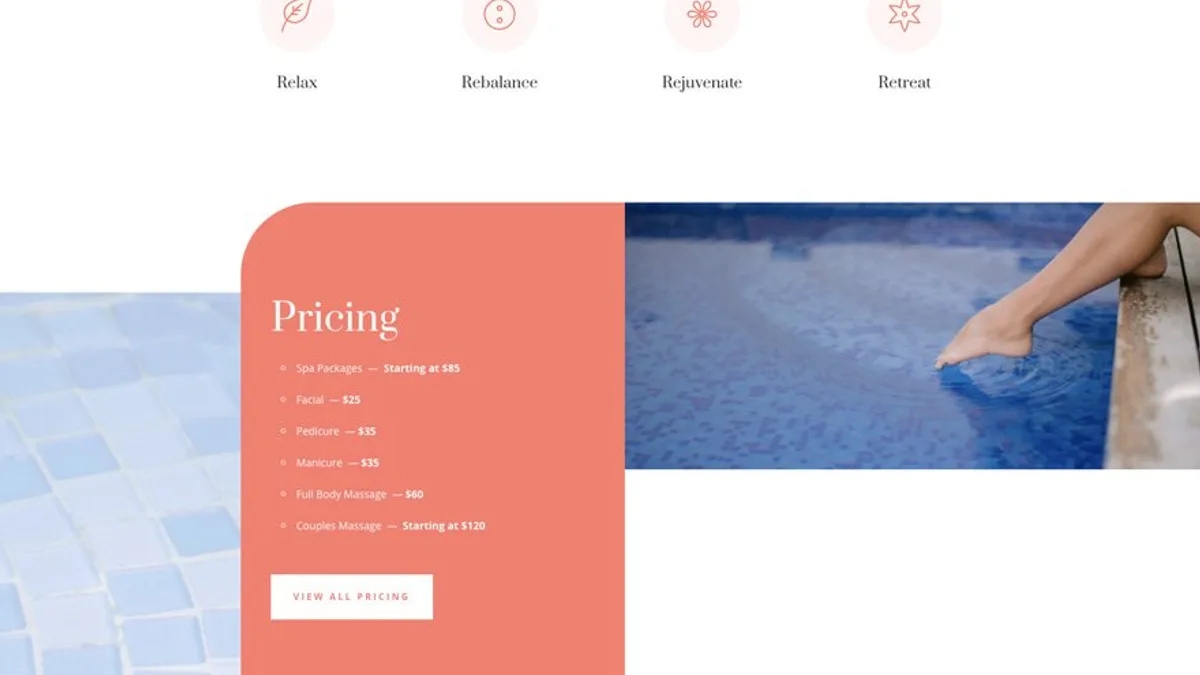 Relax
Rebalance
Rejuvenate
Retreat
Pricing
Spa Packages — Starting at $85
Facial — $25
Pedicure — $35
Manicure — $35
Full Body Massage — $60
Couples Massage — Starting at $120
VIEW ALL PRICING